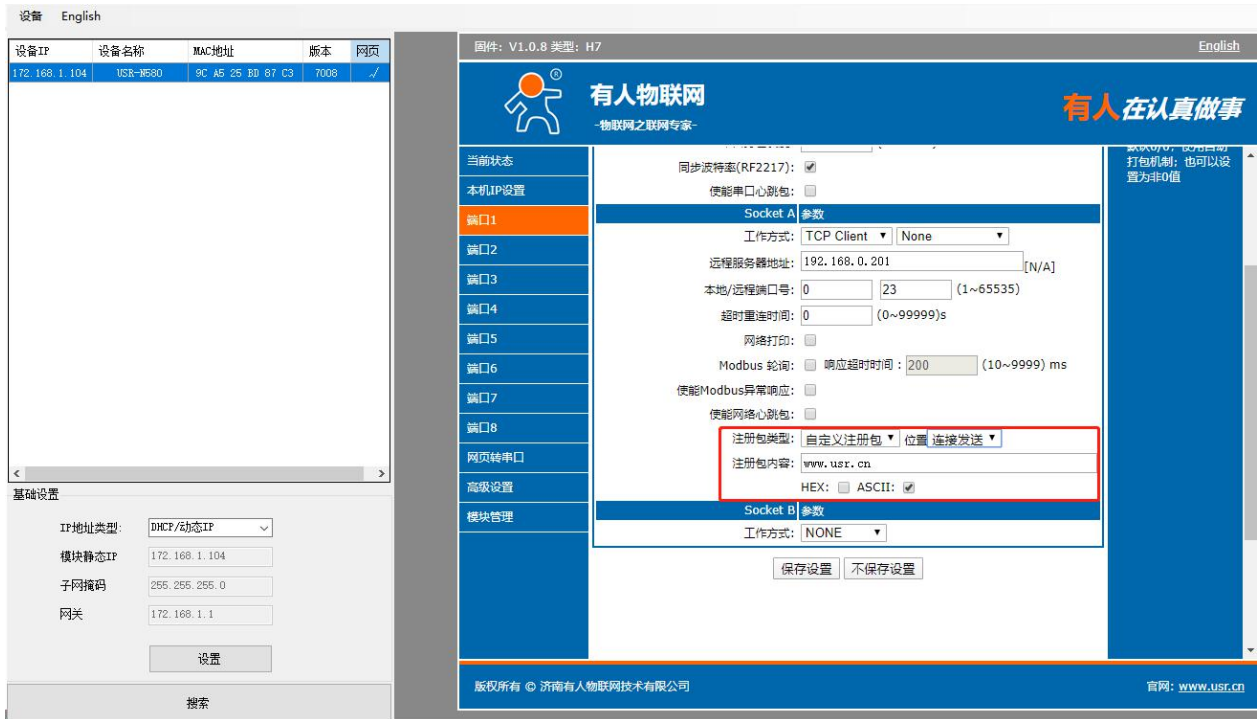 设备 English
设备IP 设备名称 MAC地址 版本 网页
172.168.1.104 USR-N580 9C A5 25 BD 87 C3 7008 √
基础设置
IP地址类型: DHCP/动态IP
模块静态IP 172.168.1.104
子网掩码 255.255.255.0
网关 172.168.1.1
设置
搜索
固件: V1.0.8 类型: H7 English
有人物联网
-物联网之联网专家-
有人在认真做事
当前状态
本机IP设置
端口1
端口2
端口3
端口4
端口5
端口6
端口7
端口8
网页转串口
高级设置
模块管理
同步波特率(RF2217):
使能串口心跳包:
Socket A 参数
工作方式: TCP Client None
远程服务器地址: 192.168.0.201 [N/A]
本地/远程端口号: 0 23 (1~65535)
超时重连时间: 0 (0~99999)s
网络打印:
Modbus 轮询: 响应超时时间: 200 (10~9999) ms
使能Modbus异常响应:
使能网络心跳包:
注册包类型: 自定义注册包 位置 连接发送
注册包内容: www.usr.cn
HEX: ASCII:
Socket B 参数
工作方式: NONE
保存设置 不保存设置
默认0/0, 使用自动
打包机制; 也可以设
置为非0值
版权所有 © 济南有人物联网技术有限公司 官网: www.usr.cn